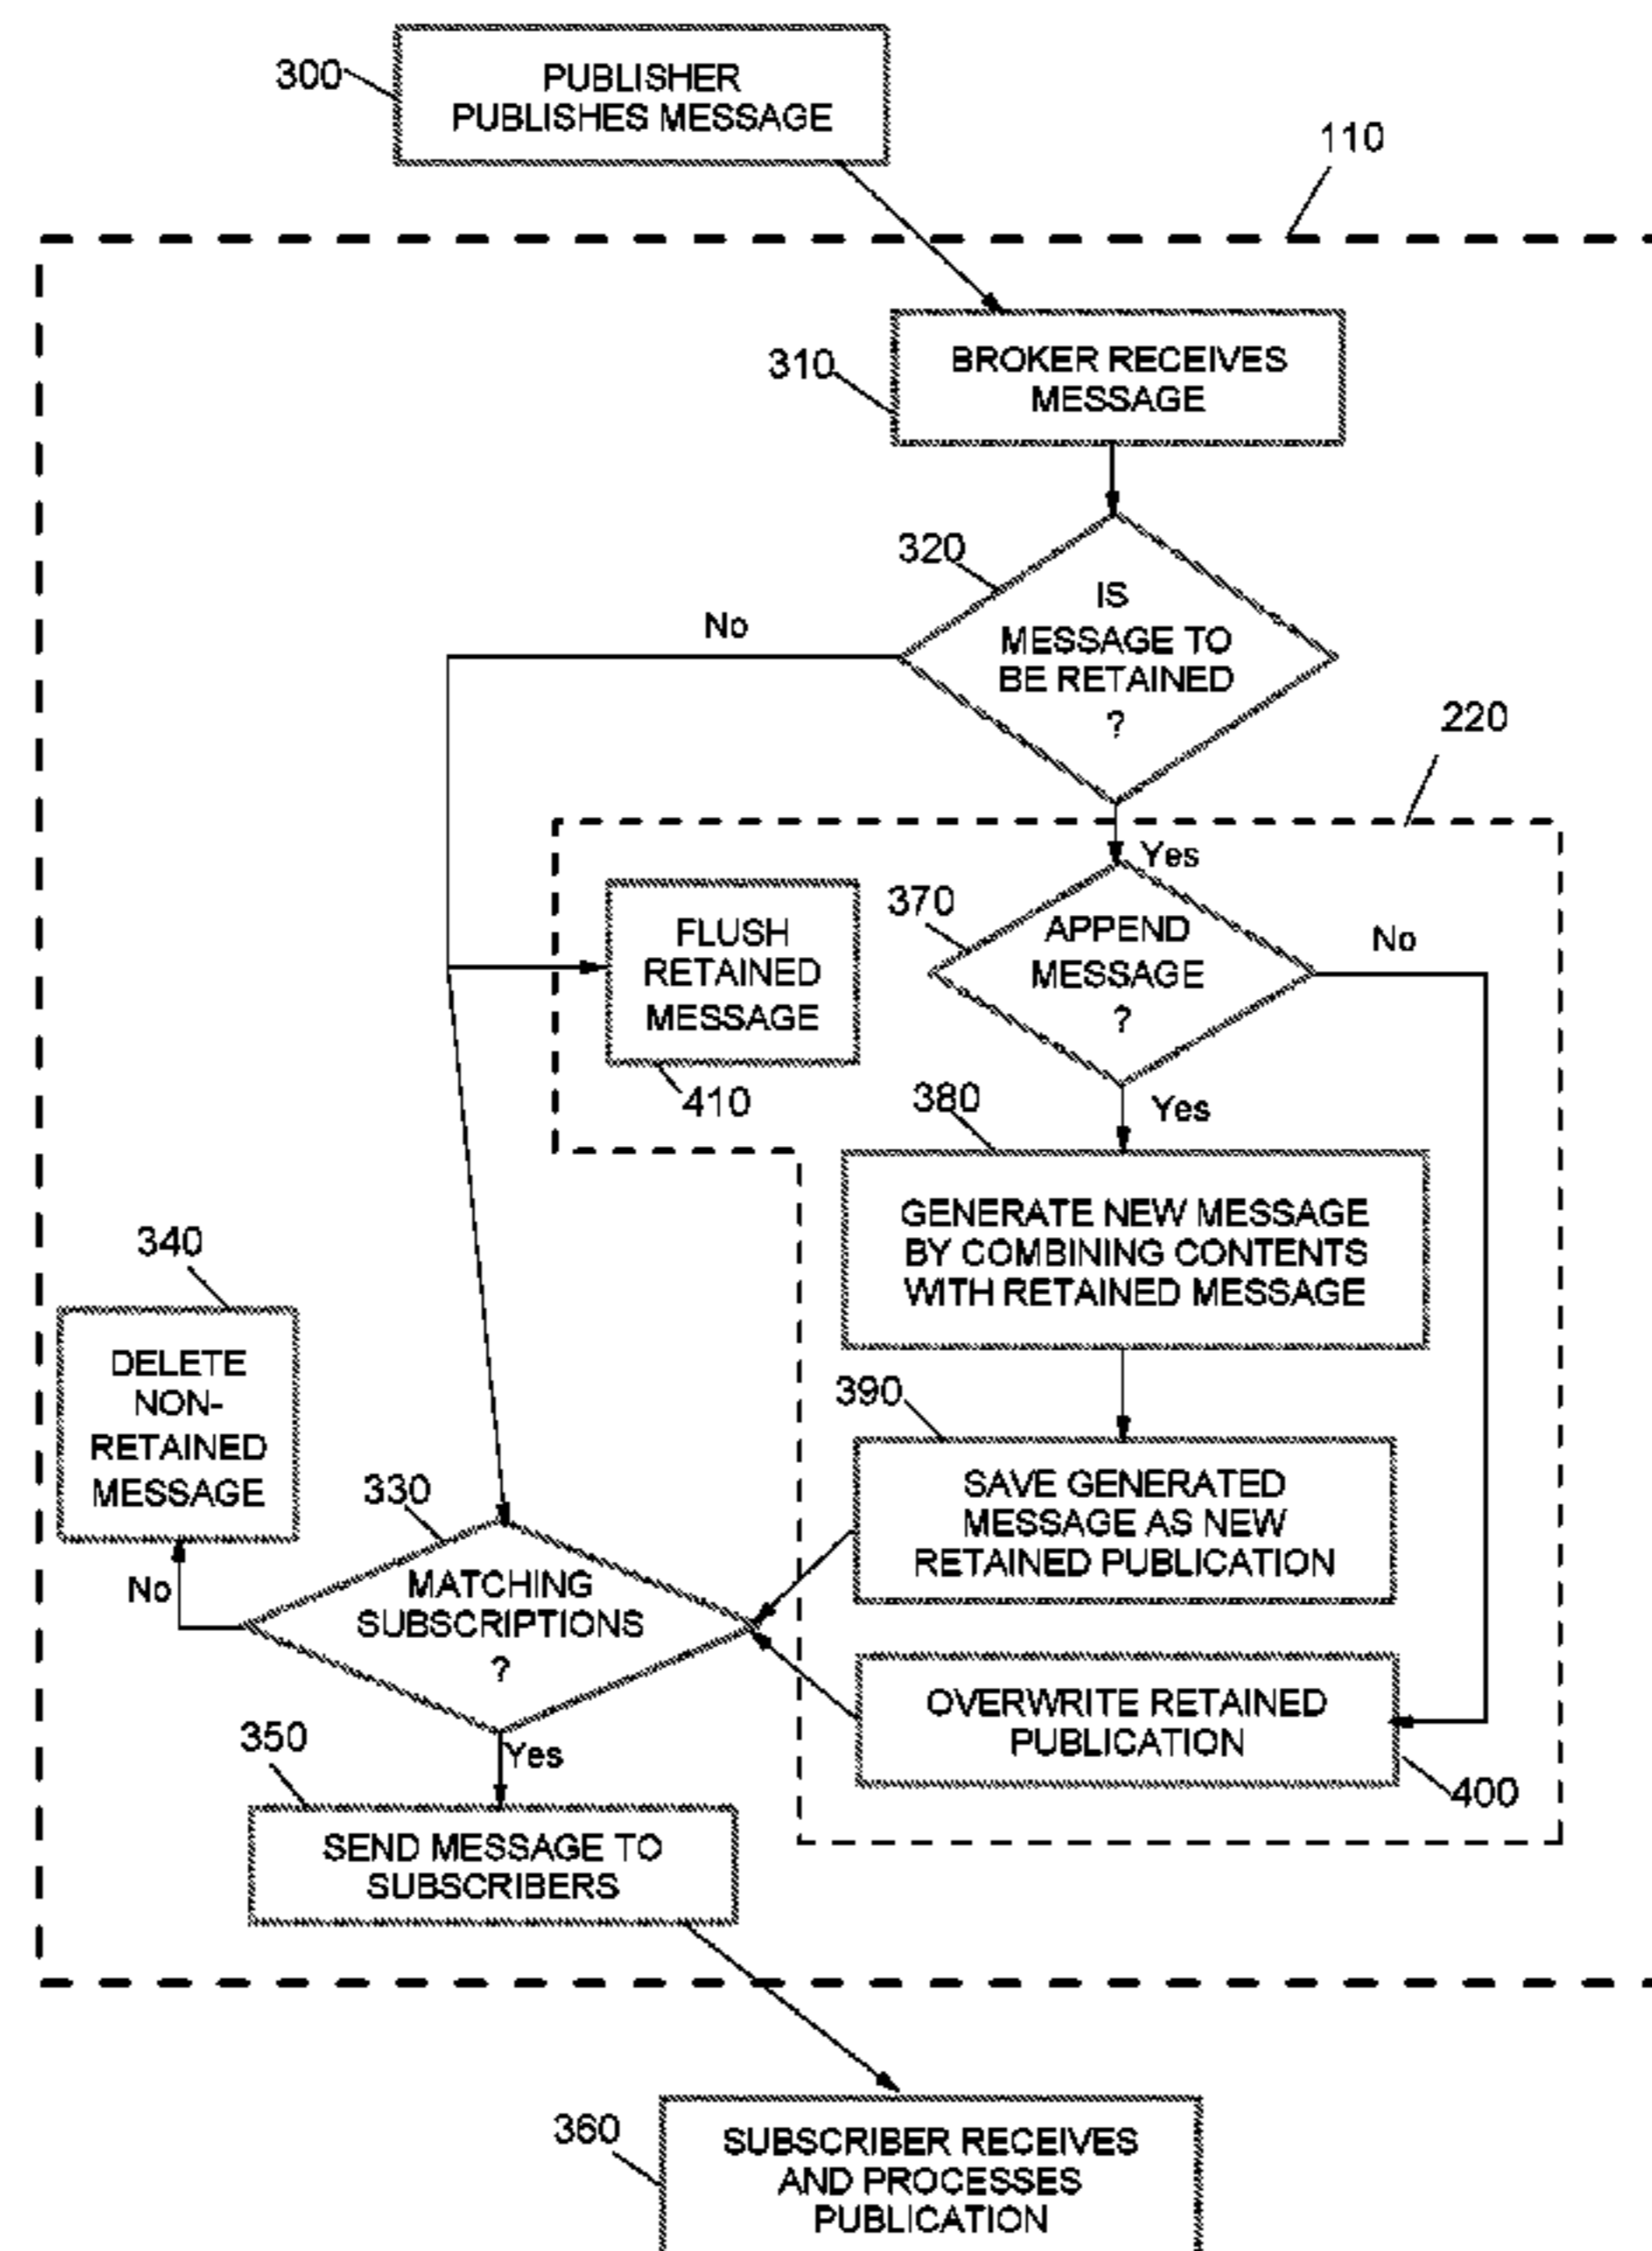 300
PUBLISHER
PUBLISHES MESSAGE
110
310
BROKER RECEIVES
MESSAGE
320
IS
MESSAGE TO
BE RETAINED
?
No
220
Yes
370
APPEND
MESSAGE
?
No
FLUSH
RETAINED
MESSAGE
410
380
Yes
GENERATE NEW MESSAGE
BY COMBINING CONTENTS
WITH RETAINED MESSAGE
340
DELETE
NON-
RETAINED
MESSAGE
390
SAVE GENERATED
MESSAGE AS NEW
RETAINED PUBLICATION
330
MATCHING
SUBSCRIPTIONS
?
No
OVERWRITE RETAINED
PUBLICATION
400
350
Yes
SEND MESSAGE TO
SUBSCRIBERS
360
SUBSCRIBER RECEIVES
AND PROCESSES
PUBLICATION